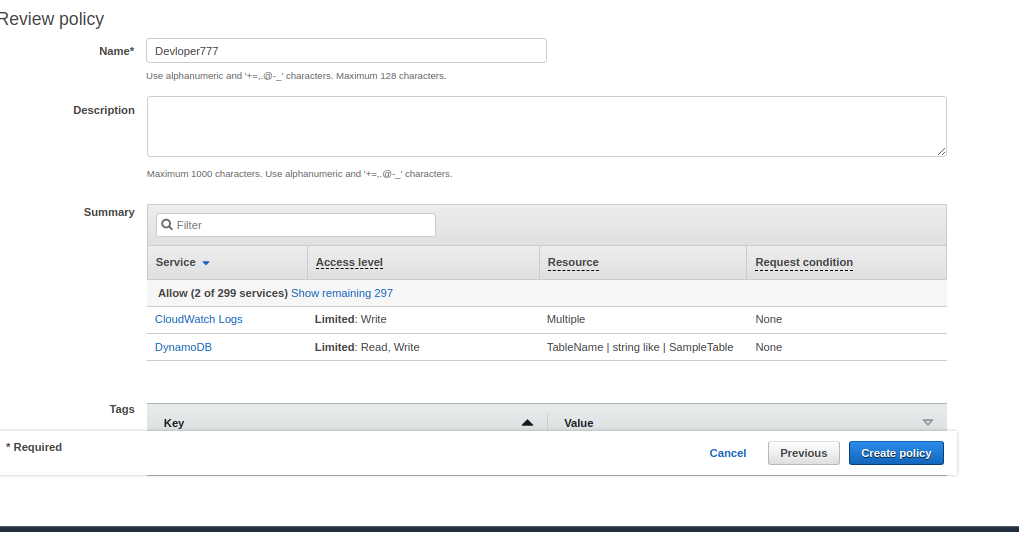 Review policy
Name*
Devloper777
Use alphanumeric and '+=,.@-_' characters. Maximum 128 characters.
Description
Maximum 1000 characters. Use alphanumeric and '+=,.@-_' characters.
Summary
Filter
Service Access level Resource Request condition
Allow (2 of 299 services) Show remaining 297
CloudWatch Logs Limited: Write Multiple None
DynamoDB Limited: Read, Write TableName | string like | SampleTable None
Tags
Key Value
* Required
Cancel Previous Create policy